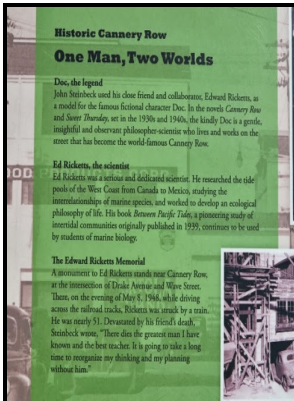 Historic Cannery Row
One Man, Two Worlds
Doc, the legend
John Steinbeck used his close friend and collaborator, Edward Ricketts, as
a model for the famous fictional character Doc. In the novels Cannery Row
and Sweet Thursday, set in the 1930s and 1940s, the kindly Doc is a gentle,
insightful and observant philosopher-scientist who lives and works on the
street that has become the world-famous Cannery Row.
Ed Ricketts, the scientist
Ed Ricketts was a serious and dedicated scientist. He researched the tide
pools of the West Coast from Canada to Mexico, studying the
interrelationships of marine species, and worked to develop an ecological
philosophy of life. His book Between Pacific Tides, a pioneering study of
intertidal communities originally published in 1939, continues to be used
by students of marine biology.
The Edward Ricketts Memorial
A monument to Ed Ricketts stands near Cannery Row,
at the intersection of Drake Avenue and Wave Street.
There, on the evening of May 8, 1948, while driving
across the railroad tracks, Ricketts was struck by a train.
He was nearly 51. Devastated by his friend's death,
Steinbeck wrote, "There dies the greatest man I have
known and the best teacher. It is going to take a long
time to reorganize my thinking and my planning
without him."